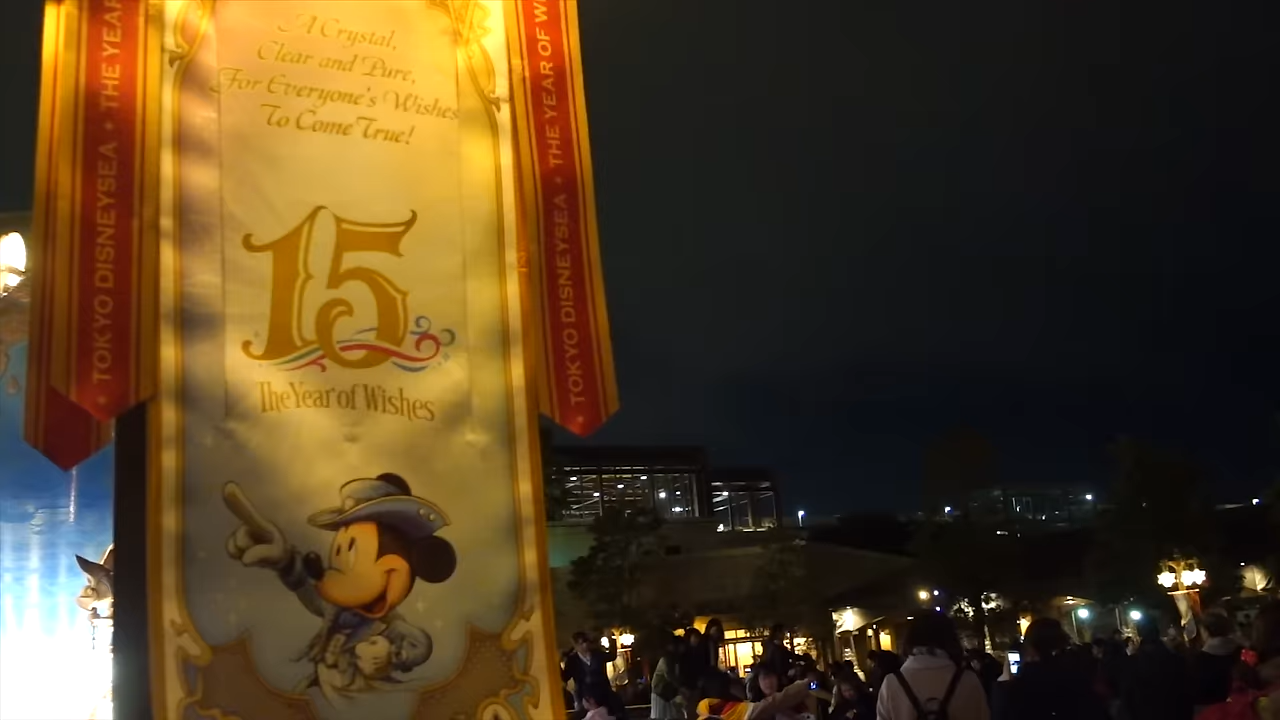 A Crystal,
Clear and Pure,
For Everyone's Wishes
To Come True!
15
The Year of Wishes
TOKYO DISNEYSEA • THE YEAR
TOKYO DISNEYSEA • THE YEAR OF